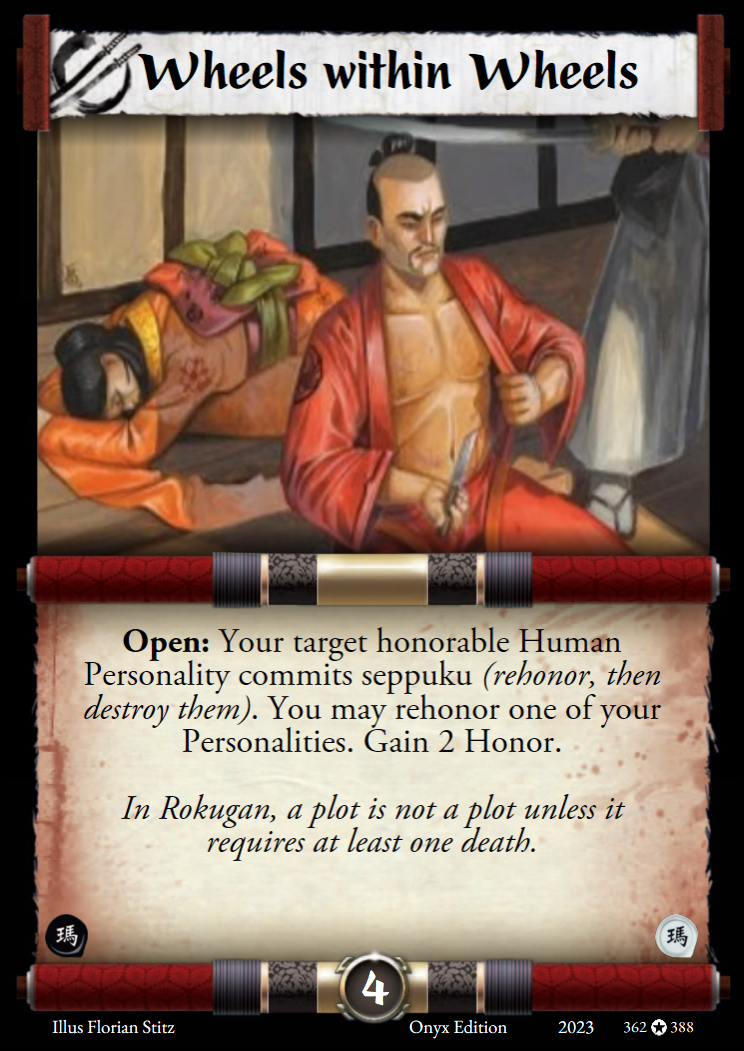 Wheels within Wheels
Open: Your target honorable Human
Personality commits seppuku (rehonor, then
destroy them). You may rehonor one of your
Personalities. Gain 2 Honor.
In Rokugan, a plot is not a plot unless it
requires at least one death.
瑪 瑪
4
Illus Florian Stitz Onyx Edition 2023 362 ✪ 388